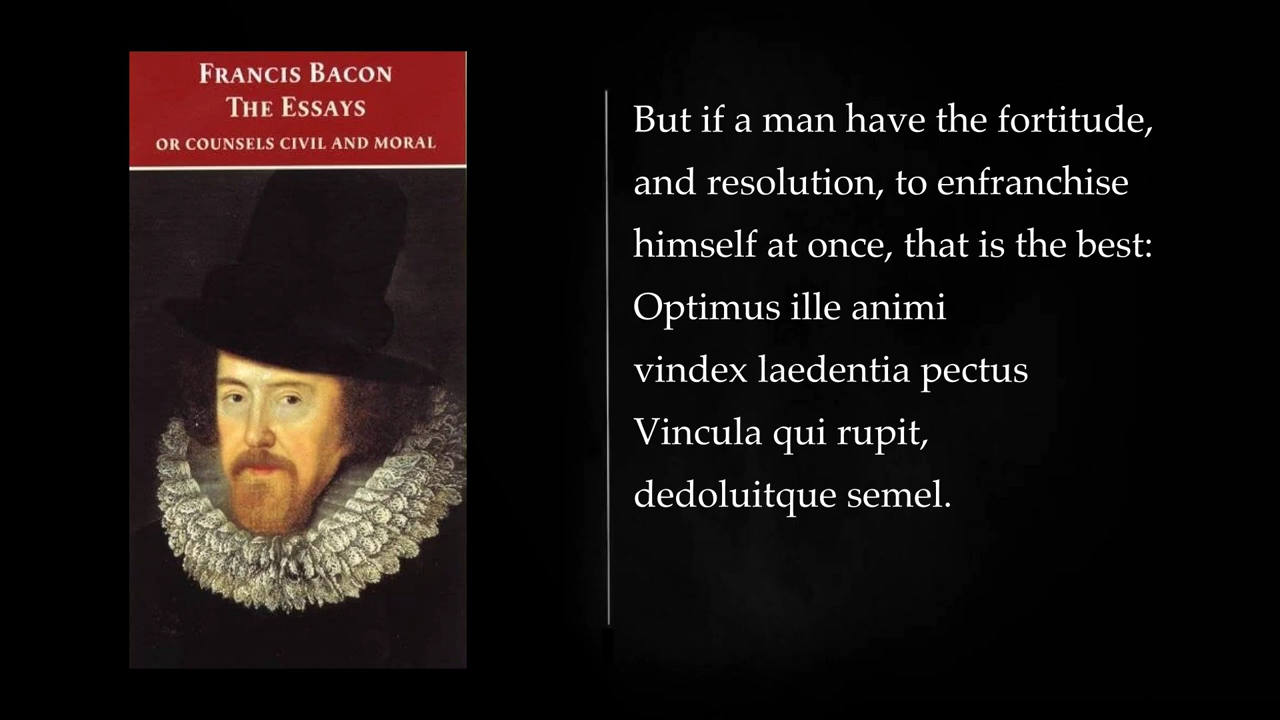 FRANCIS BACON
THE ESSAYS
OR COUNSELS CIVIL AND MORAL
But if a man have the fortitude,
and resolution, to enfranchise
himself at once, that is the best:
Optimus ille animi
vindex laedentia pectus
Vincula qui rupit,
dedoluitque semel.